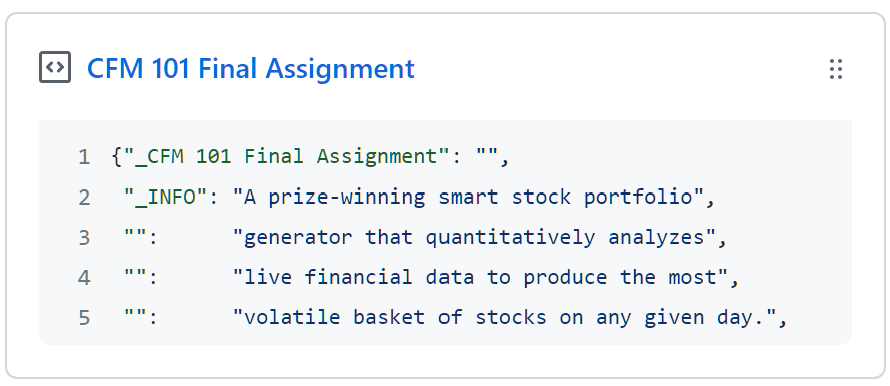 CFM 101 Final Assignment
1 {"_CFM 101 Final Assignment": "",
2 "_INFO": "A prize-winning smart stock portfolio",
3 "": "generator that quantitatively analyzes",
4 "": "live financial data to produce the most",
5 "": "volatile basket of stocks on any given day.",